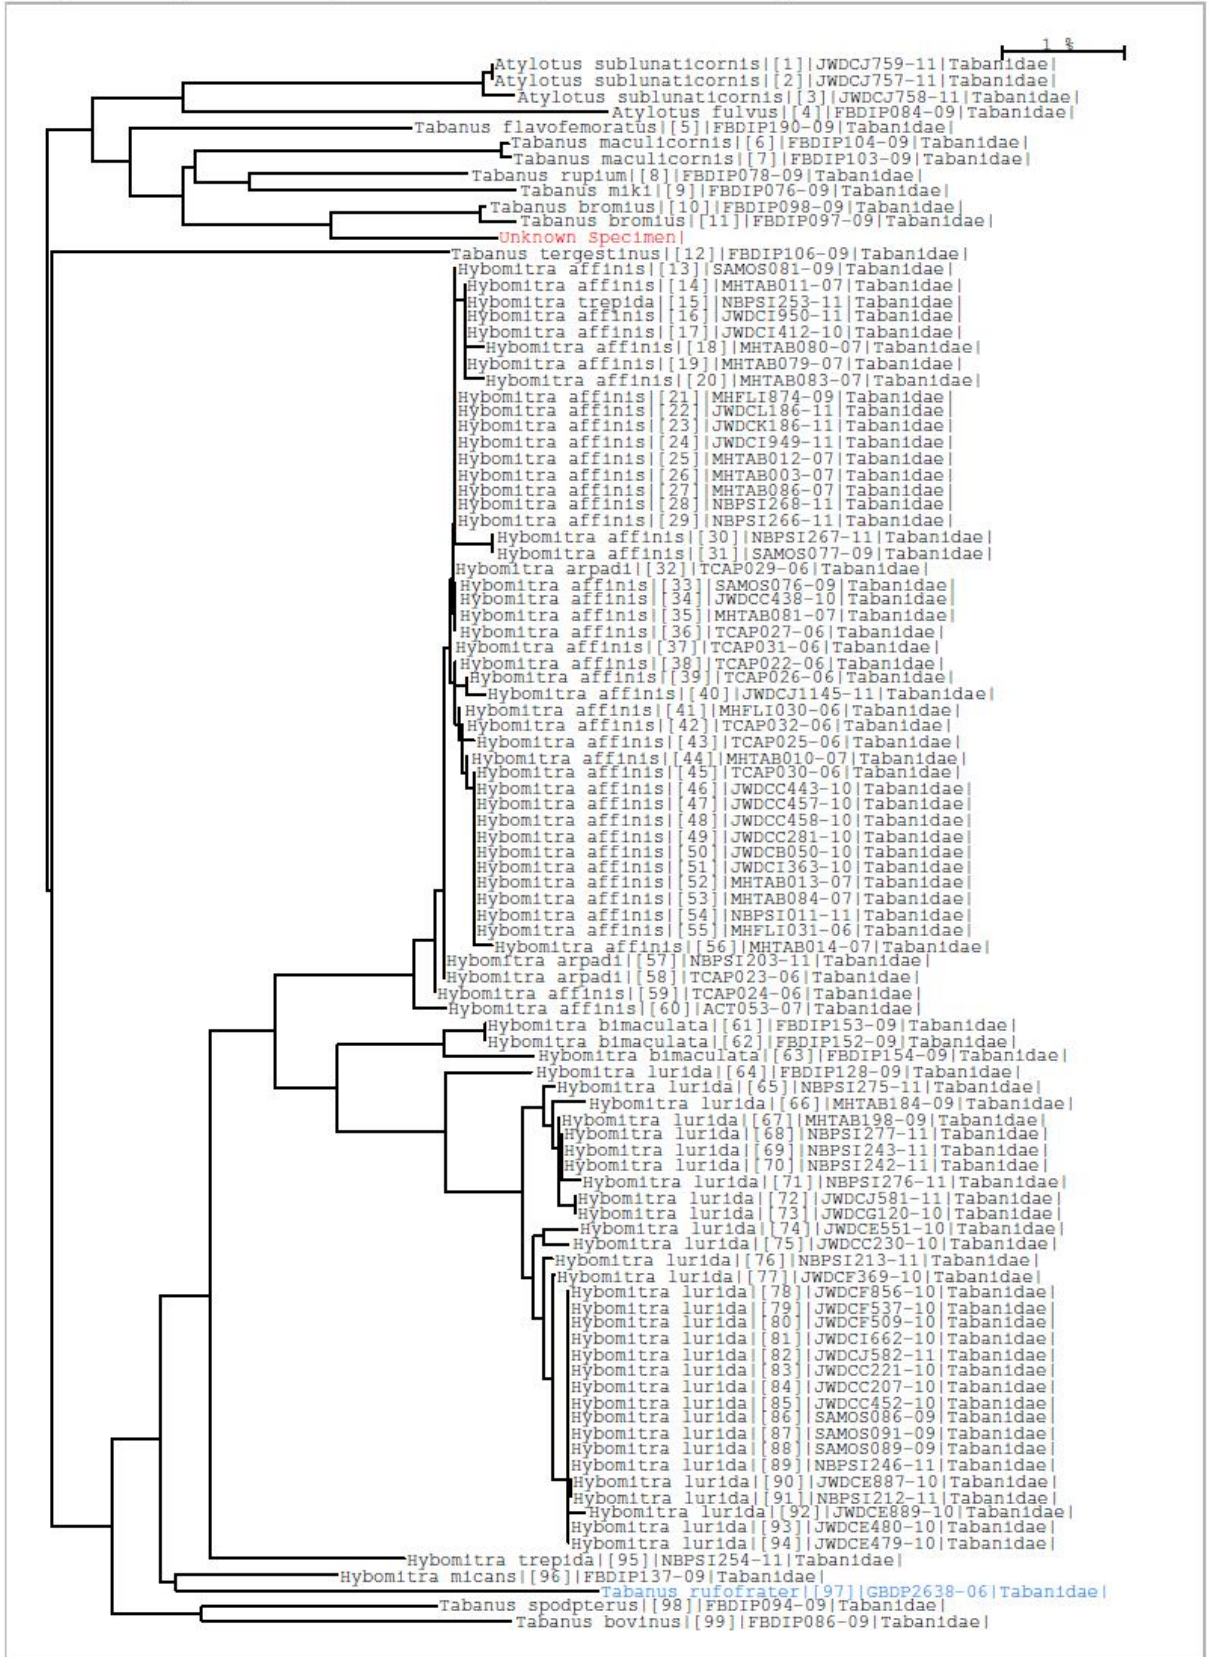 1 %
Atylotus sublunaticornis|[1]|JWDCJ759-11|Tabanidae|
Atylotus sublunaticornis|[2]|JWDCJ757-11|Tabanidae|
Atylotus sublunaticornis|[3]|JWDCJ758-11|Tabanidae|
Atylotus fulvus|[4]|FBDIP084-09|Tabanidae|
Tabanus flavofemoratus|[5]|FBDIP190-09|Tabanidae|
Tabanus maculicornis|[6]|FBDIP104-09|Tabanidae|
Tabanus maculicornis|[7]|FBDIP103-09|Tabanidae|
Tabanus rupium|[8]|FBDIP078-09|Tabanidae|
Tabanus miki|[9]|FBDIP076-09|Tabanidae|
Tabanus bromius|[10]|FBDIP098-09|Tabanidae|
Tabanus bromius|[11]|FBDIP097-09|Tabanidae|
Unknown Specimen|
Tabanus tergestinus|[12]|FBDIP106-09|Tabanidae|
Hybomitra affinis|[13]|SAMOS081-09|Tabanidae|
Hybomitra affinis|[14]|MHTAB011-07|Tabanidae|
Hybomitra trepida|[15]|NBPSI253-11|Tabanidae|
Hybomitra affinis|[16]|JWDCI950-11|Tabanidae|
Hybomitra affinis|[17]|JWDCI412-10|Tabanidae|
Hybomitra affinis|[18]|MHTAB080-07|Tabanidae|
Hybomitra affinis|[19]|MHTAB079-07|Tabanidae|
Hybomitra affinis|[20]|MHTAB083-07|Tabanidae|
Hybomitra affinis|[21]|MHFLI874-09|Tabanidae|
Hybomitra affinis|[22]|JWDCL186-11|Tabanidae|
Hybomitra affinis|[23]|JWDCK186-11|Tabanidae|
Hybomitra affinis|[24]|JWDCI949-11|Tabanidae|
Hybomitra affinis|[25]|MHTAB012-07|Tabanidae|
Hybomitra affinis|[26]|MHTAB003-07|Tabanidae|
Hybomitra affinis|[27]|MHTAB086-07|Tabanidae|
Hybomitra affinis|[28]|NBPSI268-11|Tabanidae|
Hybomitra affinis|[29]|NBPSI266-11|Tabanidae|
Hybomitra affinis|[30]|NBPSI267-11|Tabanidae|
Hybomitra affinis|[31]|SAMOS077-09|Tabanidae|
Hybomitra arpadi|[32]|TCAP029-06|Tabanidae|
Hybomitra affinis|[33]|SAMOS076-09|Tabanidae|
Hybomitra affinis|[34]|JWDCC438-10|Tabanidae|
Hybomitra affinis|[35]|MHTAB081-07|Tabanidae|
Hybomitra affinis|[36]|TCAP027-06|Tabanidae|
Hybomitra affinis|[37]|TCAP031-06|Tabanidae|
Hybomitra affinis|[38]|TCAP022-06|Tabanidae|
Hybomitra affinis|[39]|TCAP026-06|Tabanidae|
Hybomitra affinis|[40]|JWDCJ1145-11|Tabanidae|
Hybomitra affinis|[41]|MHFLI030-06|Tabanidae|
Hybomitra affinis|[42]|TCAP032-06|Tabanidae|
Hybomitra affinis|[43]|TCAP025-06|Tabanidae|
Hybomitra affinis|[44]|MHTAB010-07|Tabanidae|
Hybomitra affinis|[45]|TCAP030-06|Tabanidae|
Hybomitra affinis|[46]|JWDCC443-10|Tabanidae|
Hybomitra affinis|[47]|JWDCC457-10|Tabanidae|
Hybomitra affinis|[48]|JWDCC458-10|Tabanidae|
Hybomitra affinis|[49]|JWDCC281-10|Tabanidae|
Hybomitra affinis|[50]|JWDCB050-10|Tabanidae|
Hybomitra affinis|[51]|JWDCI363-10|Tabanidae|
Hybomitra affinis|[52]|MHTAB013-07|Tabanidae|
Hybomitra affinis|[53]|MHTAB084-07|Tabanidae|
Hybomitra affinis|[54]|NBPSI011-11|Tabanidae|
Hybomitra affinis|[55]|MHFLI031-06|Tabanidae|
Hybomitra affinis|[56]|MHTAB014-07|Tabanidae|
Hybomitra arpadi|[57]|NBPSI203-11|Tabanidae|
Hybomitra arpadi|[58]|TCAP023-06|Tabanidae|
Hybomitra affinis|[59]|TCAP024-06|Tabanidae|
Hybomitra affinis|[60]|ACT053-07|Tabanidae|
Hybomitra bimaculata|[61]|FBDIP153-09|Tabanidae|
Hybomitra bimaculata|[62]|FBDIP152-09|Tabanidae|
Hybomitra bimaculata|[63]|FBDIP154-09|Tabanidae|
Hybomitra lurida|[64]|FBDIP128-09|Tabanidae|
Hybomitra lurida|[65]|NBPSI275-11|Tabanidae|
Hybomitra lurida|[66]|MHTAB184-09|Tabanidae|
Hybomitra lurida|[67]|MHTAB198-09|Tabanidae|
Hybomitra lurida|[68]|NBPSI277-11|Tabanidae|
Hybomitra lurida|[69]|NBPSI243-11|Tabanidae|
Hybomitra lurida|[70]|NBPSI242-11|Tabanidae|
Hybomitra lurida|[71]|NBPSI276-11|Tabanidae|
Hybomitra lurida|[72]|JWDCJ581-11|Tabanidae|
Hybomitra lurida|[73]|JWDCG120-10|Tabanidae|
Hybomitra lurida|[74]|JWDCE551-10|Tabanidae|
Hybomitra lurida|[75]|JWDCC230-10|Tabanidae|
Hybomitra lurida|[76]|NBPSI213-11|Tabanidae|
Hybomitra lurida|[77]|JWDCF369-10|Tabanidae|
Hybomitra lurida|[78]|JWDCF856-10|Tabanidae|
Hybomitra lurida|[79]|JWDCF537-10|Tabanidae|
Hybomitra lurida|[80]|JWDCF509-10|Tabanidae|
Hybomitra lurida|[81]|JWDCI662-10|Tabanidae|
Hybomitra lurida|[82]|JWDCJ582-11|Tabanidae|
Hybomitra lurida|[83]|JWDCC221-10|Tabanidae|
Hybomitra lurida|[84]|JWDCC207-10|Tabanidae|
Hybomitra lurida|[85]|JWDCC452-10|Tabanidae|
Hybomitra lurida|[86]|SAMOS086-09|Tabanidae|
Hybomitra lurida|[87]|SAMOS091-09|Tabanidae|
Hybomitra lurida|[88]|SAMOS089-09|Tabanidae|
Hybomitra lurida|[89]|NBPSI246-11|Tabanidae|
Hybomitra lurida|[90]|JWDCE887-10|Tabanidae|
Hybomitra lurida|[91]|NBPSI212-11|Tabanidae|
Hybomitra lurida|[92]|JWDCE889-10|Tabanidae|
Hybomitra lurida|[93]|JWDCE480-10|Tabanidae|
Hybomitra lurida|[94]|JWDCE479-10|Tabanidae|
Hybomitra trepida|[95]|NBPSI254-11|Tabanidae|
Hybomitra micans|[96]|FBDIP137-09|Tabanidae|
Tabanus rufofrater|[97]|GBDP2638-06|Tabanidae|
Tabanus spodpterus|[98]|FBDIP094-09|Tabanidae|
Tabanus bovinus|[99]|FBDIP086-09|Tabanidae|